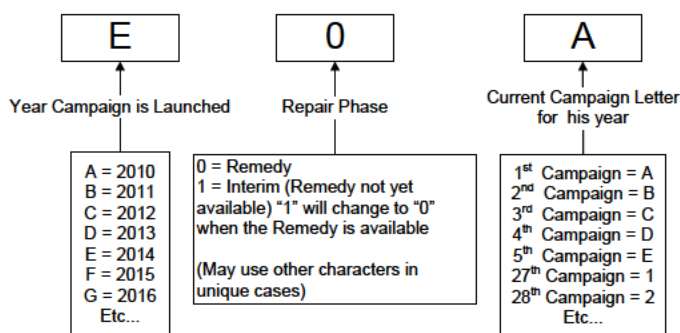 E 0 A
Year Campaign is Launched
Repair Phase
Current Campaign Letter
for his year
A = 2010
B = 2011
C = 2012
D = 2013
E = 2014
F = 2015
G = 2016
Etc...
0 = Remedy
1 = Interim (Remedy not yet
available) “1” will change to “0”
when the Remedy is available
(May use other characters in
unique cases)
1st Campaign = A
2nd Campaign = B
3rd Campaign = C
4th Campaign = D
5th Campaign = E
27th Campaign = 1
28th Campaign = 2
Etc...